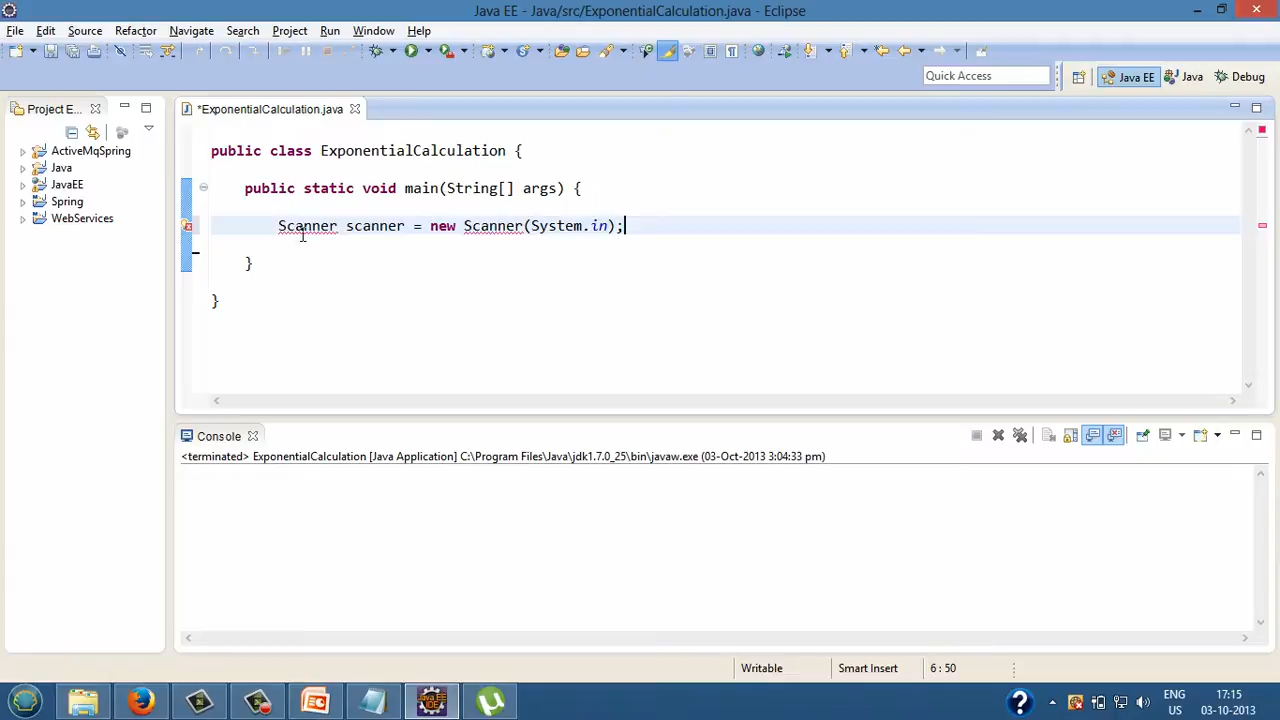 Java EE - Java/src/ExponentialCalculation.java - Eclipse
File Edit Source Refactor Navigate Search Project Run Window Help
Quick Access
Java EE Java Debug
Project E...
*ExponentialCalculation.java
ActiveMqSpring
Java
JavaEE
Spring
WebServices
public class ExponentialCalculation {
public static void main(String[] args) {
Scanner scanner = new Scanner(System.in);
}
}
Console
<terminated> ExponentialCalculation [Java Application] C:\Program Files\Java\jdk1.7.0_25\bin\javaw.exe (03-Oct-2013 3:04:33 pm)
Writable Smart Insert 6 : 50
Java EE
IDE
ENG 17:15
US 03-10-2013